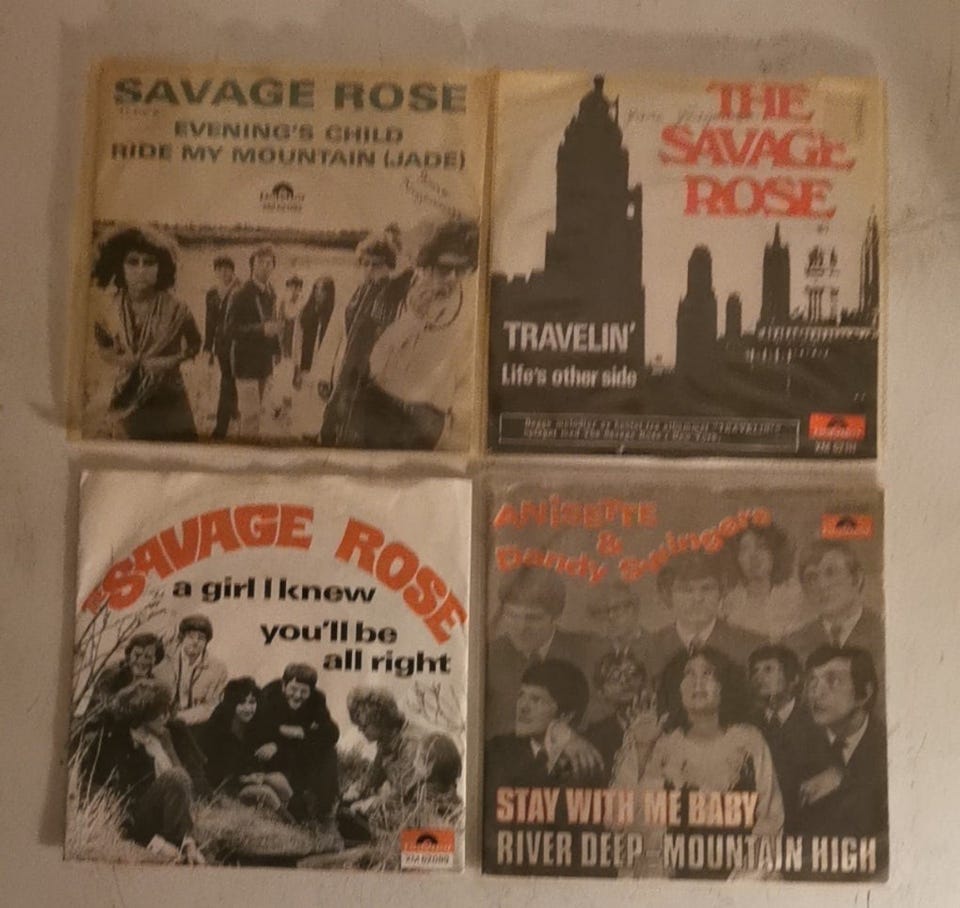 SAVAGE ROSE
EVENING'S CHILD
RIDE MY MOUNTAIN (JADE)
THE
SAVAGE
ROSE
TRAVELIN'
Life's other side
THE SAVAGE ROSE
a girl I knew
you'll be
all right
ANISETTE
&
Dandy Swingers
STAY WITH ME BABY
RIVER DEEP-MOUNTAIN HIGH